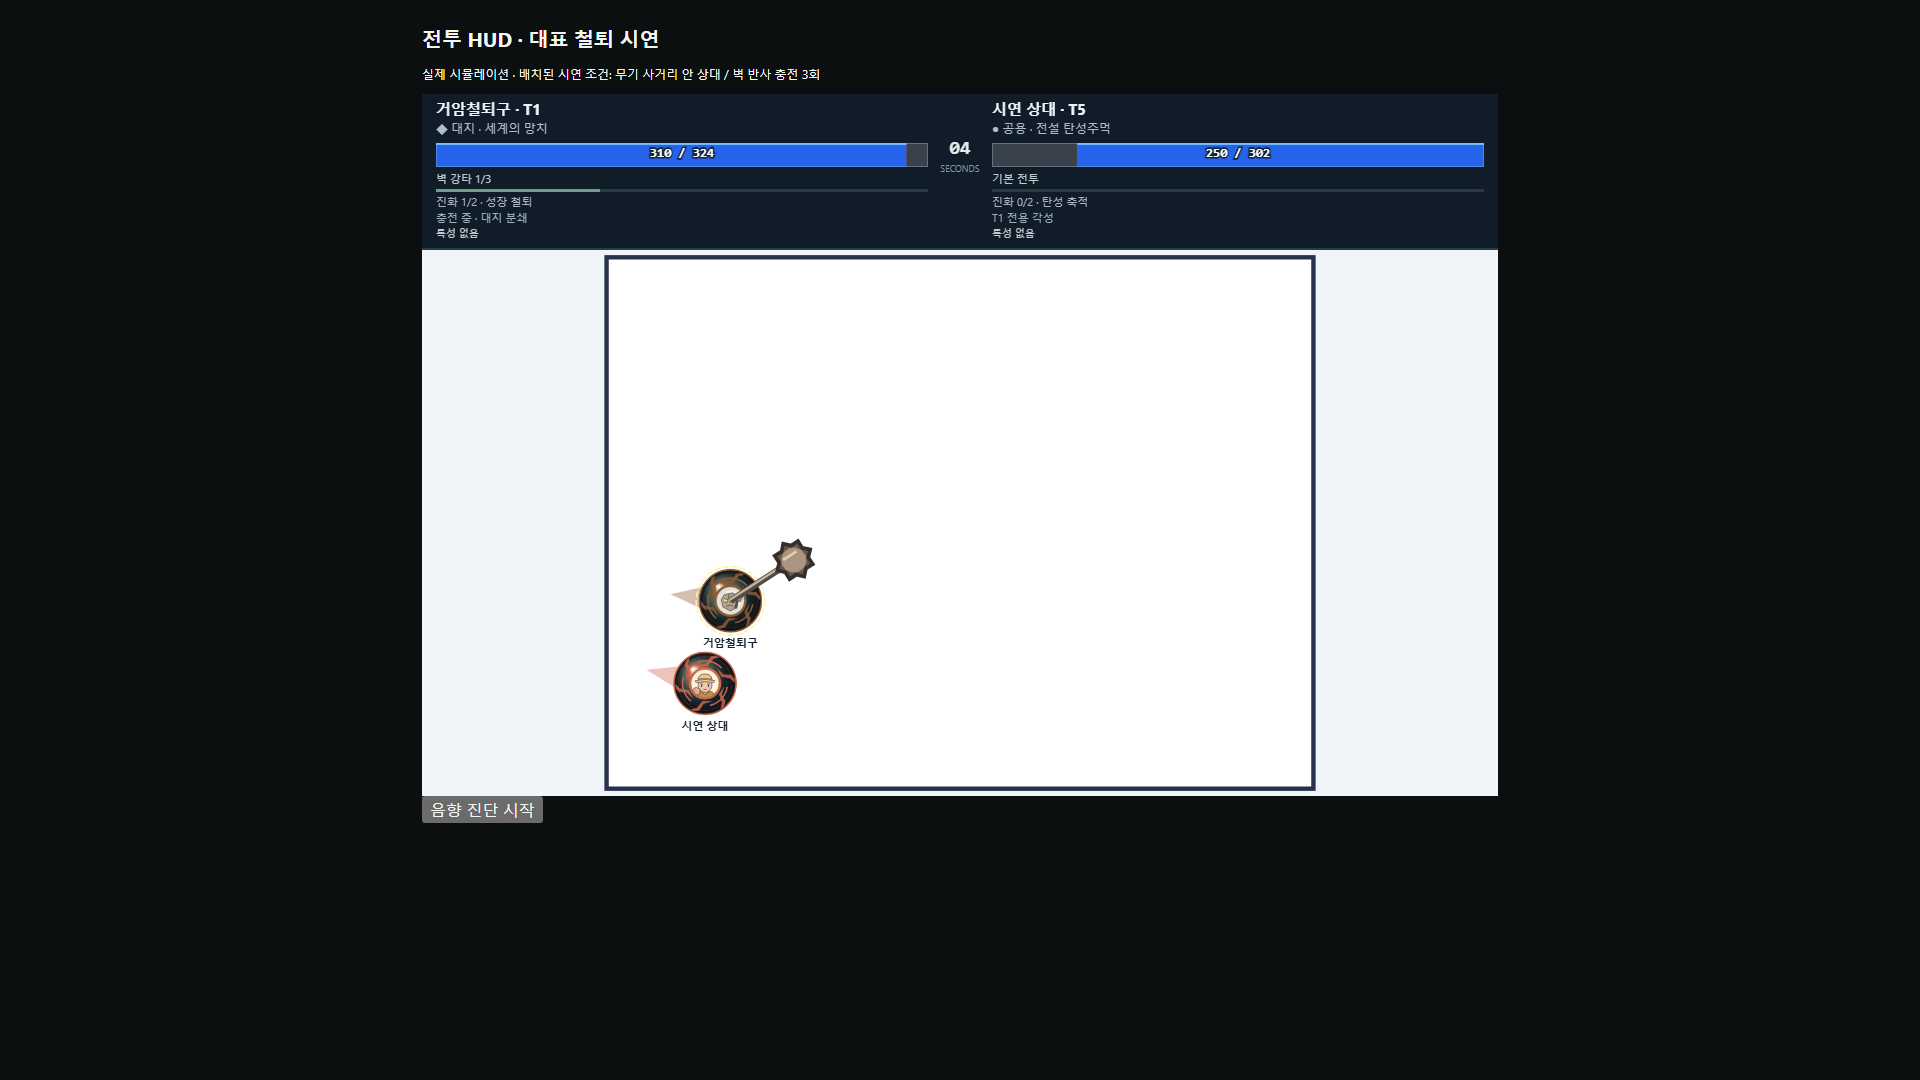 전투 HUD · 대표 철퇴 시연
실제 시뮬레이션 · 배치된 시연 조건: 무기 사거리 안 상대 / 벽 반사 충전 3회
거암철퇴구 · T1
◆ 대지 · 세계의 망치
310 / 324
벽 강타 1/3
진화 1/2 · 성장 철퇴
충전 중 · 대지 분쇄
특성 없음
04
SECONDS
시연 상대 · T5
● 공용 · 전설 탄성주먹
250 / 302
기본 전투
진화 0/2 · 탄성 축적
T1 전용 각성
특성 없음
거암철퇴구
시연 상대
음향 진단 시작